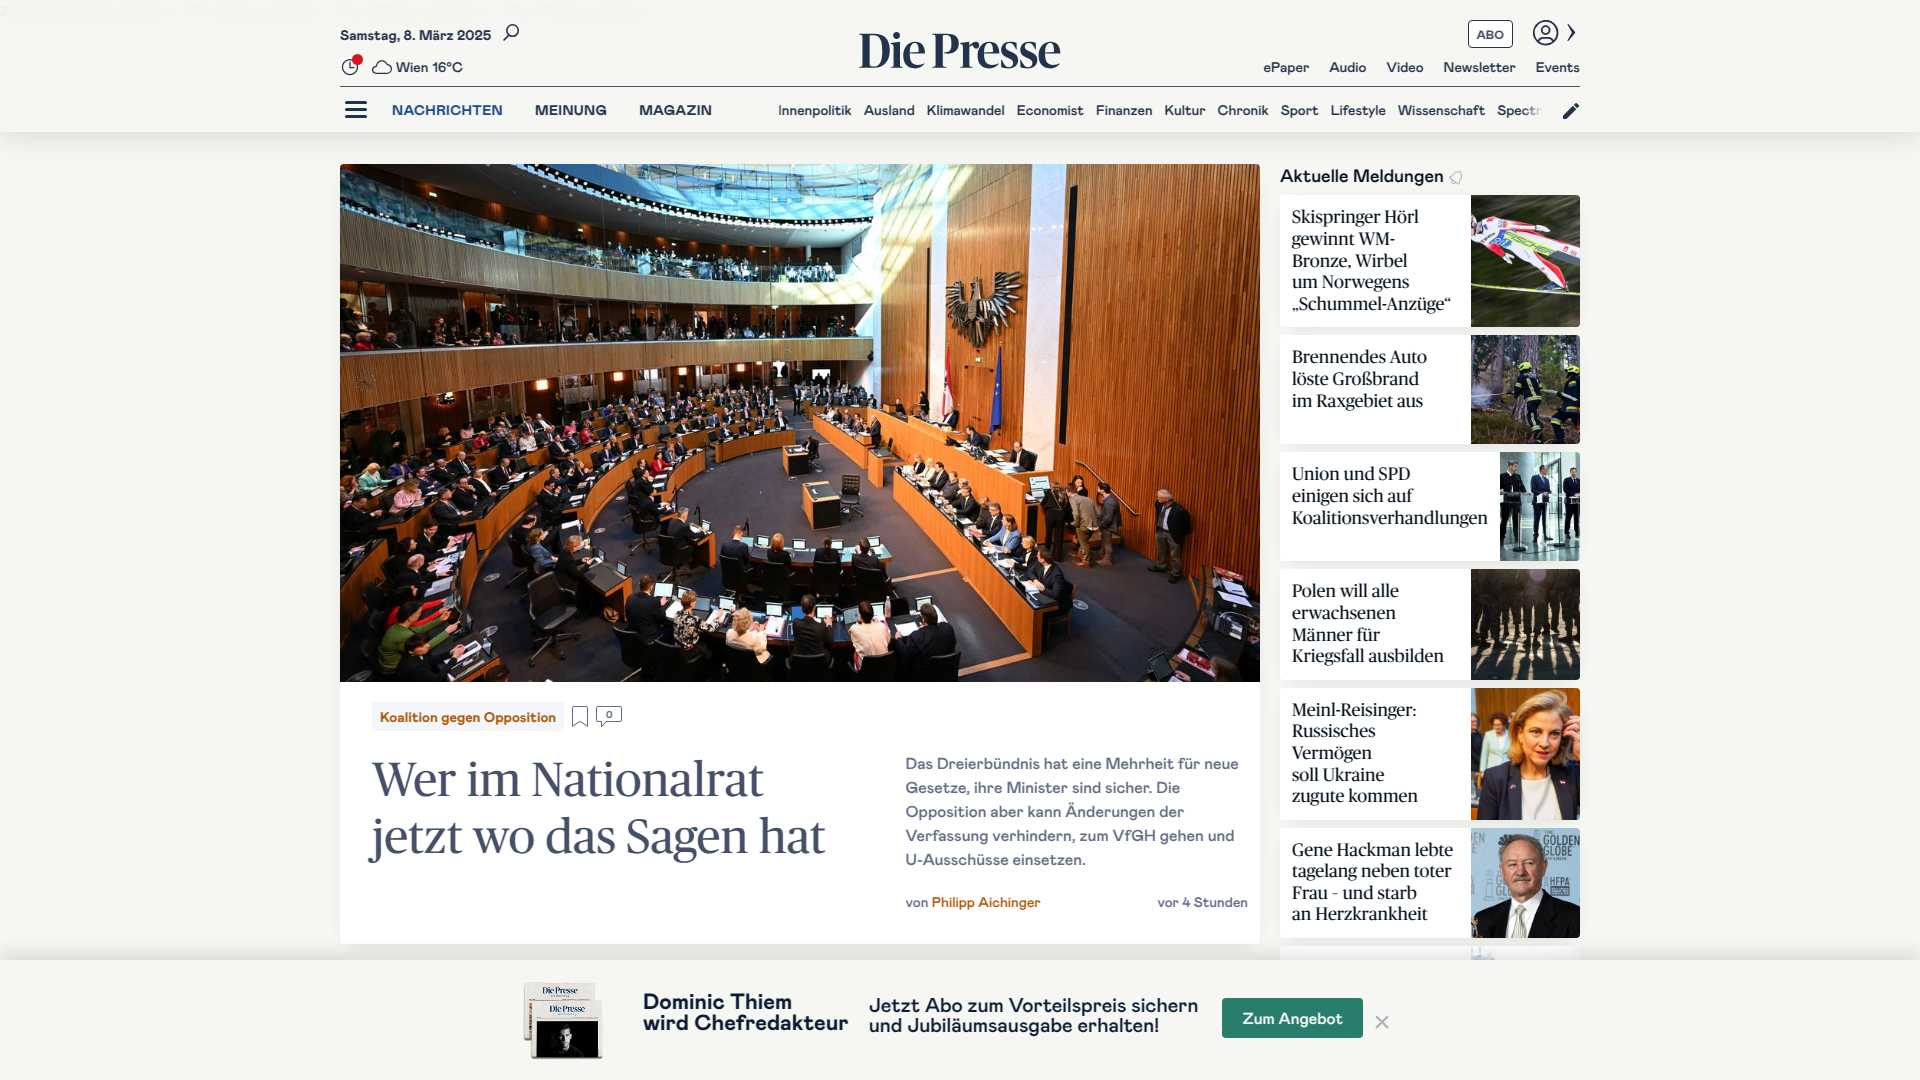 Samstag, 8. März 2025
Die Presse
ABO
Wien 16°C
ePaper Audio Video Newsletter Events
NACHRICHTEN MEINUNG MAGAZIN
Innenpolitik Ausland Klimawandel Economist Finanzen Kultur Chronik Sport Lifestyle Wissenschaft Spectr
Koalition gegen Opposition
0
Wer im Nationalrat
jetzt wo das Sagen hat
Das Dreierbündnis hat eine Mehrheit für neue
Gesetze, ihre Minister sind sicher. Die
Opposition aber kann Änderungen der
Verfassung verhindern, zum VfGH gehen und
U-Ausschüsse einsetzen.
von Philipp Aichinger
vor 4 Stunden
Aktuelle Meldungen
Skispringer Hörl
gewinnt WM-
Bronze, Wirbel
um Norwegens
„Schummel-Anzüge“
FISCHER
Brennendes Auto
löste Großbrand
im Raxgebiet aus
Union und SPD
einigen sich auf
Koalitionsverhandlungen
Polen will alle
erwachsenen
Männer für
Kriegsfall ausbilden
Meinl-Reisinger:
Russisches
Vermögen
soll Ukraine
zugute kommen
Gene Hackman lebte
tagelang neben toter
Frau - und starb
an Herzkrankheit
GOLDEN
GLOBE
HFPA
Die Presse
Die Presse
Dominic Thiem
wird Chefredakteur
Jetzt Abo zum Vorteilspreis sichern
und Jubiläumsausgabe erhalten!
Zum Angebot